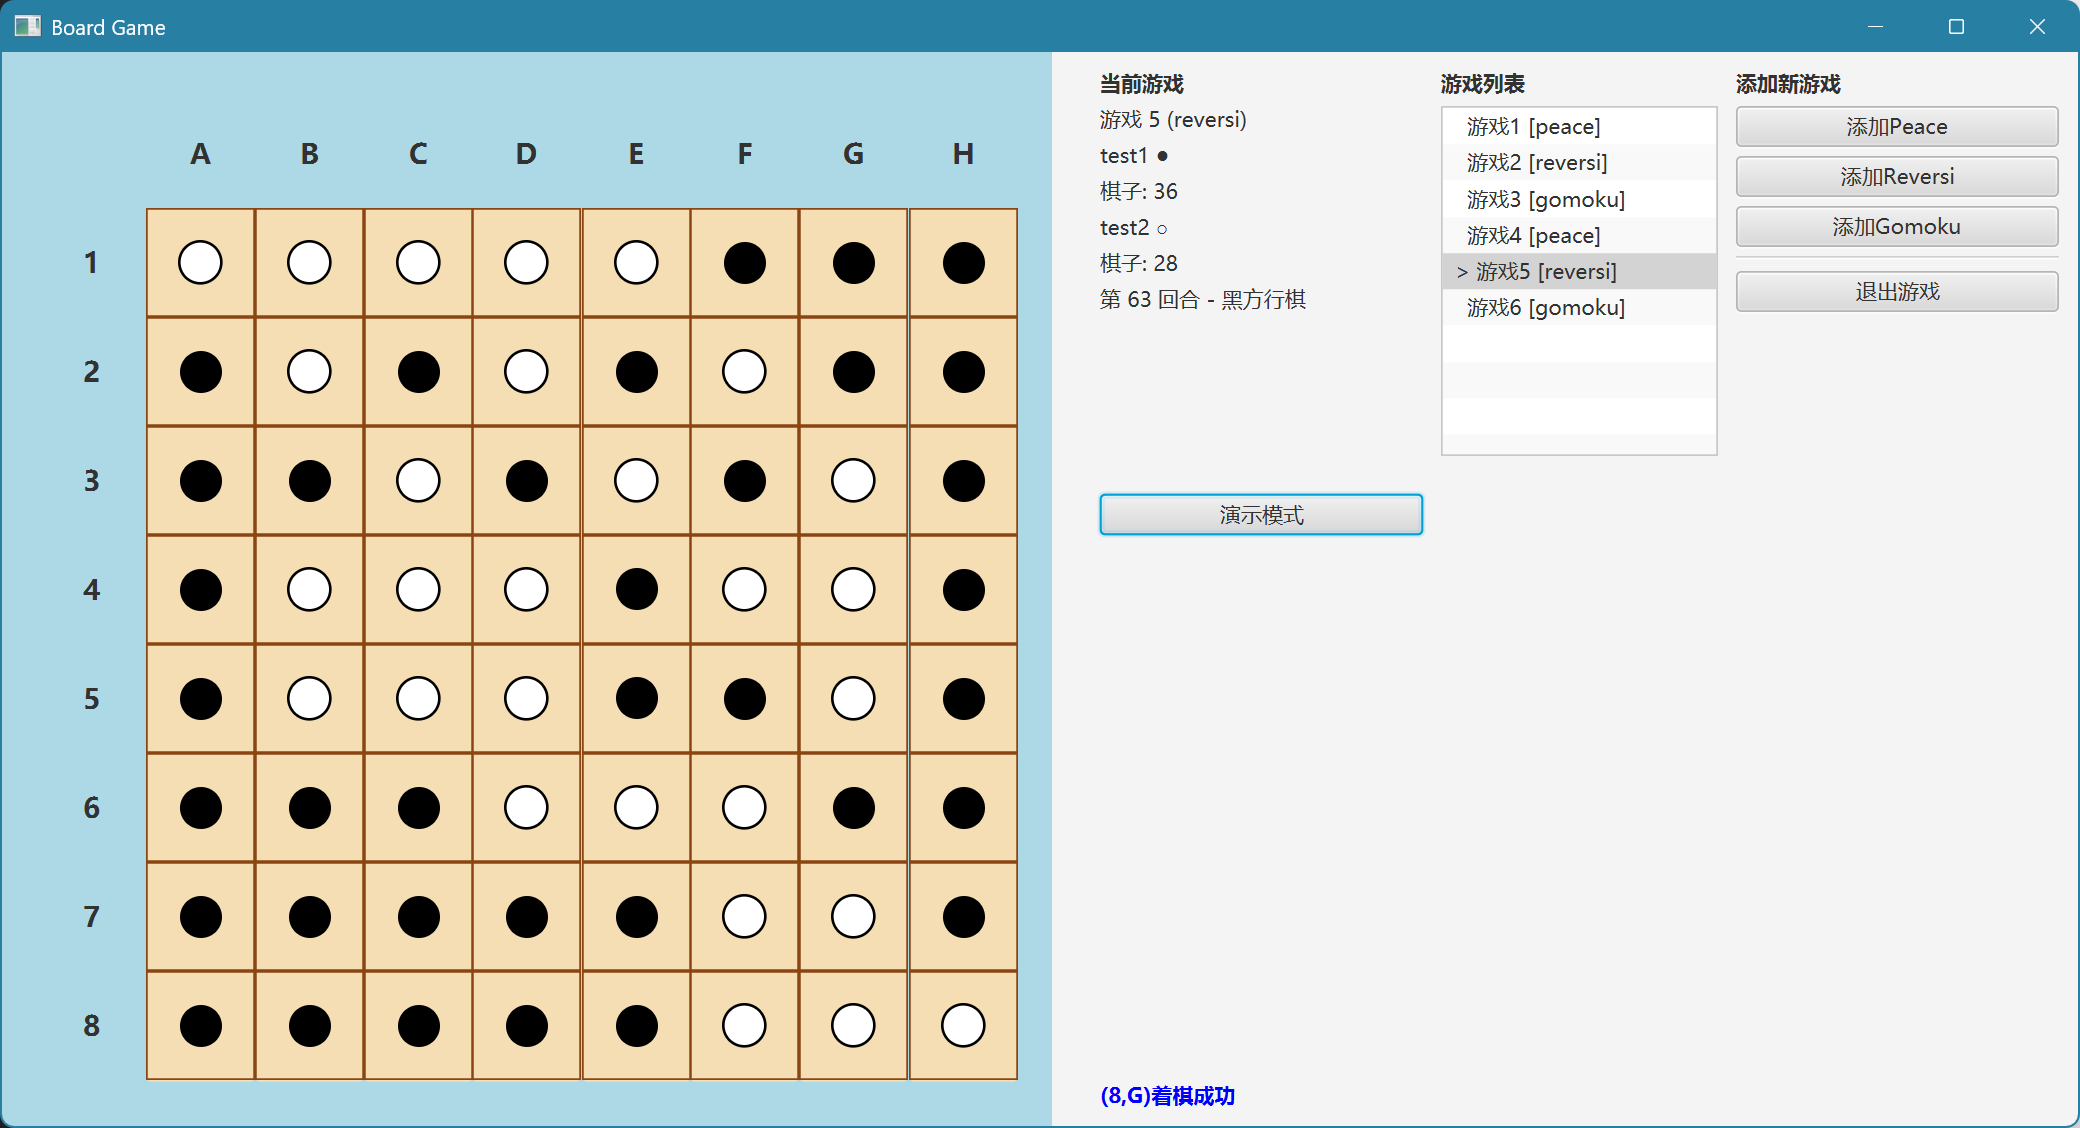 Board Game
A B C D E F G H
1
2
3
4
5
6
7
8
当前游戏
游戏 5 (reversi)
test1 ●
棋子: 36
test2 ○
棋子: 28
第 63 回合 - 黑方行棋
演示模式
(8,G)着棋成功
游戏列表
游戏1 [peace]
游戏2 [reversi]
游戏3 [gomoku]
游戏4 [peace]
> 游戏5 [reversi]
游戏6 [gomoku]
添加新游戏
添加Peace
添加Reversi
添加Gomoku
退出游戏